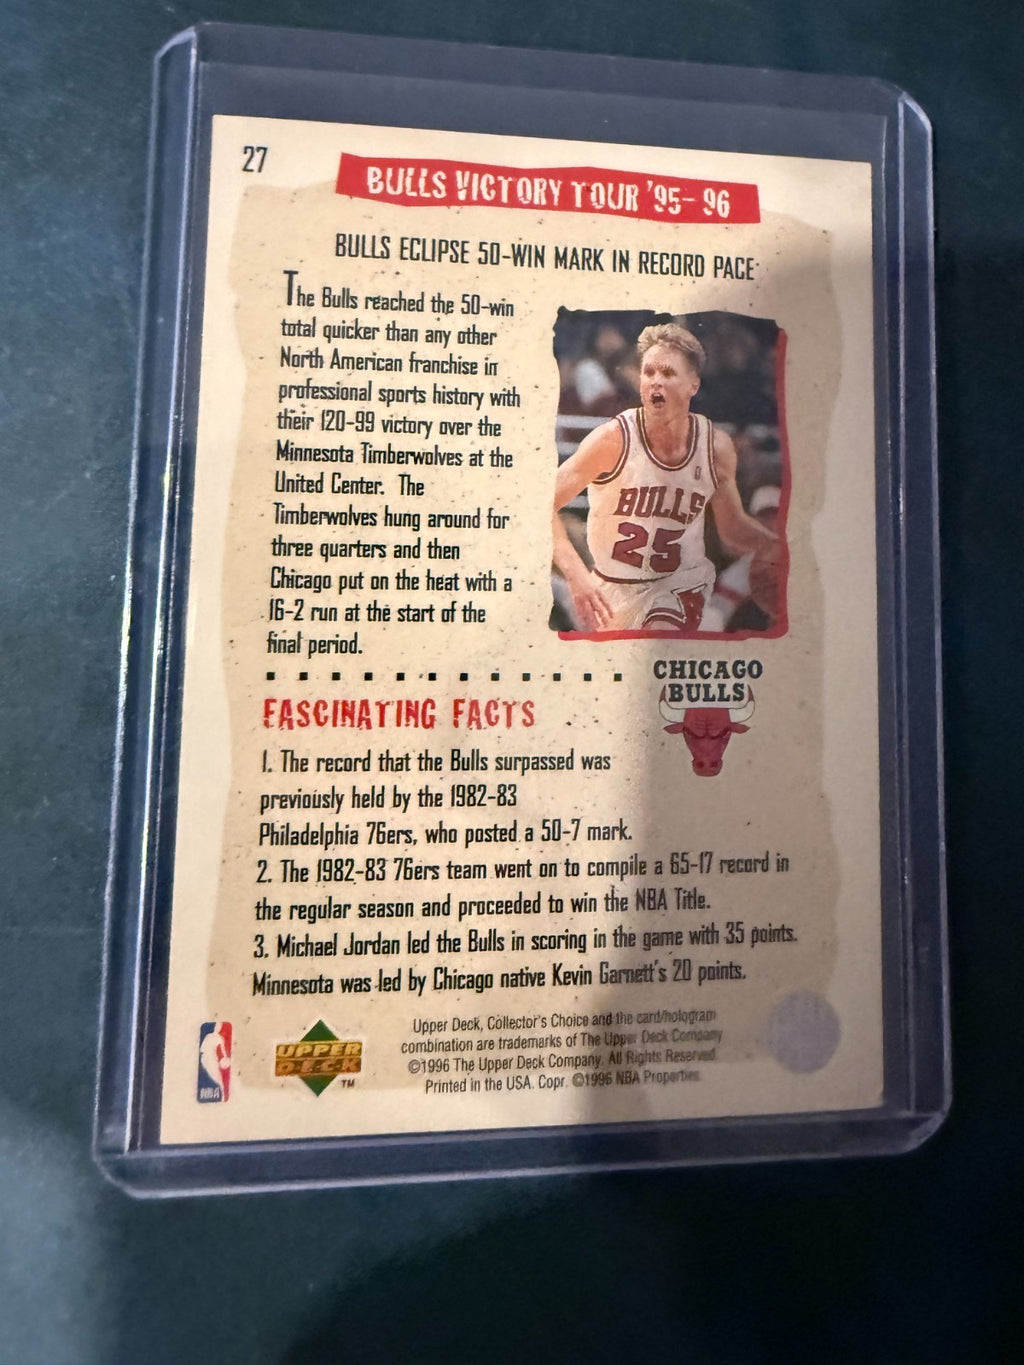 27
BULLS VICTORY TOUR '95-96
BULLS ECLIPSE 50-WIN MARK IN RECORD PACE
The Bulls reached the 50-win
total quicker than any other
North American franchise in
professional sports history with
their 120-99 victory over the
Minnesota Timberwolves at the
United Center. The
Timberwolves hung around for
three quarters and then
Chicago put on the heat with a
16-2 run at the start of the
final period.
BULLS
25
CHICAGO
BULLS
FASCINATING FACTS
1. The record that the Bulls surpassed was
previously held by the 1982-83
Philadelphia 76ers, who posted a 50-7 mark.
2. The 1982-83 76ers team went on to compile a 65-17 record in
the regular season and proceeded to win the NBA Title.
3. Michael Jordan led the Bulls in scoring in the game with 35 points.
Minnesota was led by Chicago native Kevin Garnett's 20 points.
NBA
UPPER
DECK
TM
Upper Deck, Collector's Choice and the card/hologram
combination are trademarks of The Upper Deck Company.
©1996 The Upper Deck Company. All Rights Reserved.
Printed in the USA. Copr. ©1996 NBA Properties